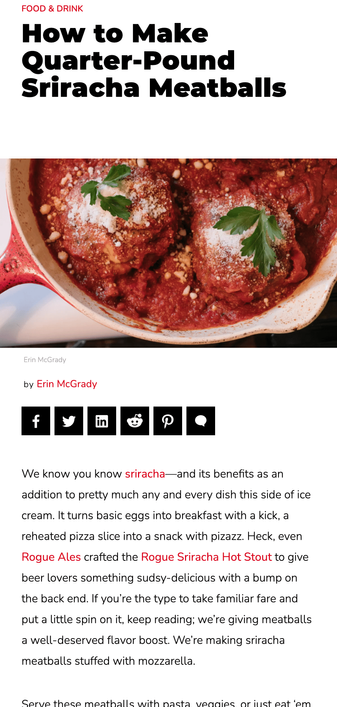 FOOD & DRINK
How to Make
Quarter-Pound
Sriracha Meatballs
Erin McGrady
by Erin McGrady
We know you know sriracha—and its benefits as an
addition to pretty much any and every dish this side of ice
cream. It turns basic eggs into breakfast with a kick, a
reheated pizza slice into a snack with pizazz. Heck, even
Rogue Ales crafted the Rogue Sriracha Hot Stout to give
beer lovers something sudsy-delicious with a bump on
the back end. If you’re the type to take familiar fare and
put a little spin on it, keep reading; we’re giving meatballs
a well-deserved flavor boost. We’re making sriracha
meatballs stuffed with mozzarella.
Serve these meatballs with pasta, veggies, or just eat ’em